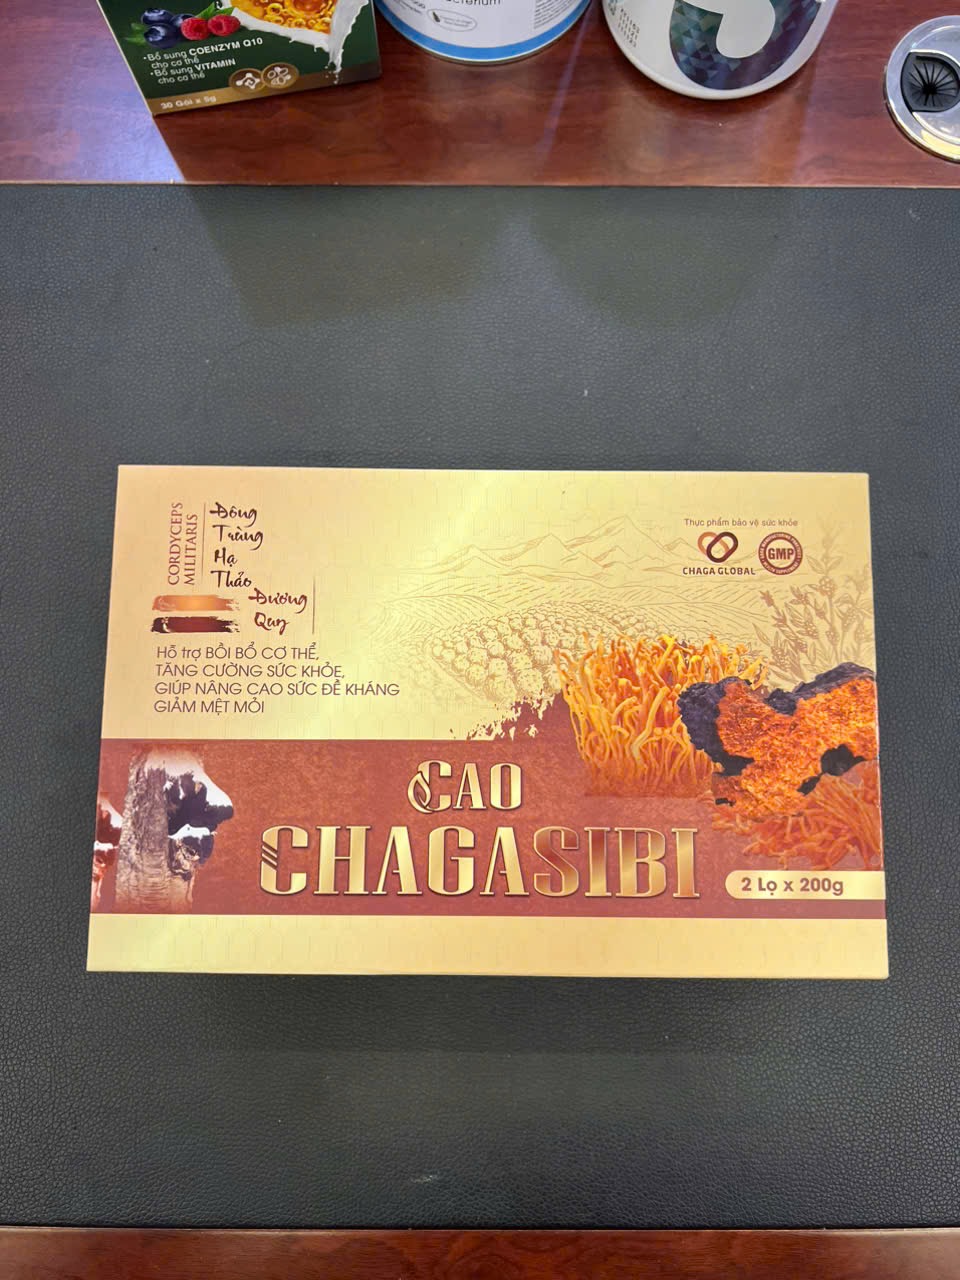 •Bổ sung COENZYM Q10
cho cơ thể
•Bổ sung VITAMIN
cho cơ thể
30 Gói x 5g
CORDYCEPS
MILITARIS
Đông
Trùng
Hạ
Thảo
Đương
Quy
Hỗ trợ BỒI BỔ CƠ THỂ,
TĂNG CƯỜNG SỨC KHỎE,
GIÚP NÂNG CAO SỨC ĐỀ KHÁNG
GIẢM MỆT MỎI
Thực phẩm bảo vệ sức khỏe
CHAGA GLOBAL
GMP
CAO
CHAGASIBI
2 Lọ x 200g